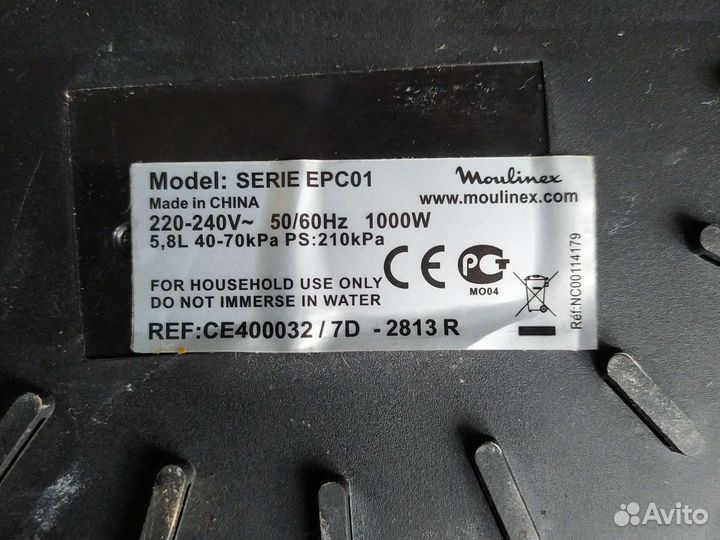 Model: SERIE EPC01
Moulinex
Made in CHINA
www.moulinex.com
220-240V~ 50/60Hz 1000W
5,8L 40-70kPa PS:210kPa
CE PCT
MO04
FOR HOUSEHOLD USE ONLY
DO NOT IMMERSE IN WATER
REF:CE400032 / 7D - 2813 R
Réf:NC00114179
Avito